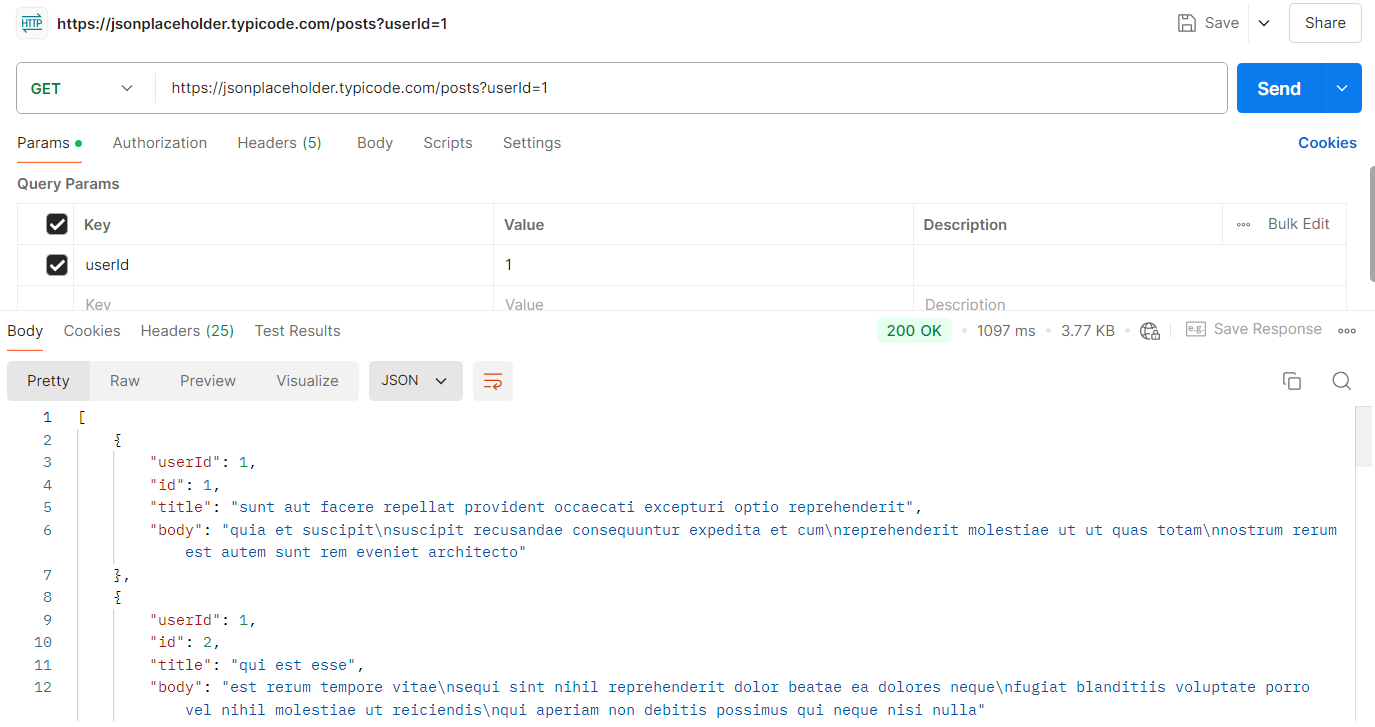 HTTP https://jsonplaceholder.typicode.com/posts?userId=1 Save Share
GET https://jsonplaceholder.typicode.com/posts?userId=1 Send
Params Authorization Headers (5) Body Scripts Settings Cookies
Query Params
Key Value Description Bulk Edit
userId 1
Key Value Description
Body Cookies Headers (25) Test Results 200 OK 1097 ms 3.77 KB e.g. Save Response
Pretty Raw Preview Visualize JSON
1 [
2 {
3 "userId": 1,
4 "id": 1,
5 "title": "sunt aut facere repellat provident occaecati excepturi optio reprehenderit",
6 "body": "quia et suscipit\nsuscipit recusandae consequuntur expedita et cum\nreprehenderit molestiae ut ut quas totam\nnostrum rerum
est autem sunt rem eveniet architecto"
7 },
8 {
9 "userId": 1,
10 "id": 2,
11 "title": "qui est esse",
12 "body": "est rerum tempore vitae\nsequi sint nihil reprehenderit dolor beatae ea dolores neque\nfugiat blanditiis voluptate porro
vel nihil molestiae ut reiciendis\nqui aperiam non debitis possimus qui neque nisi nulla"